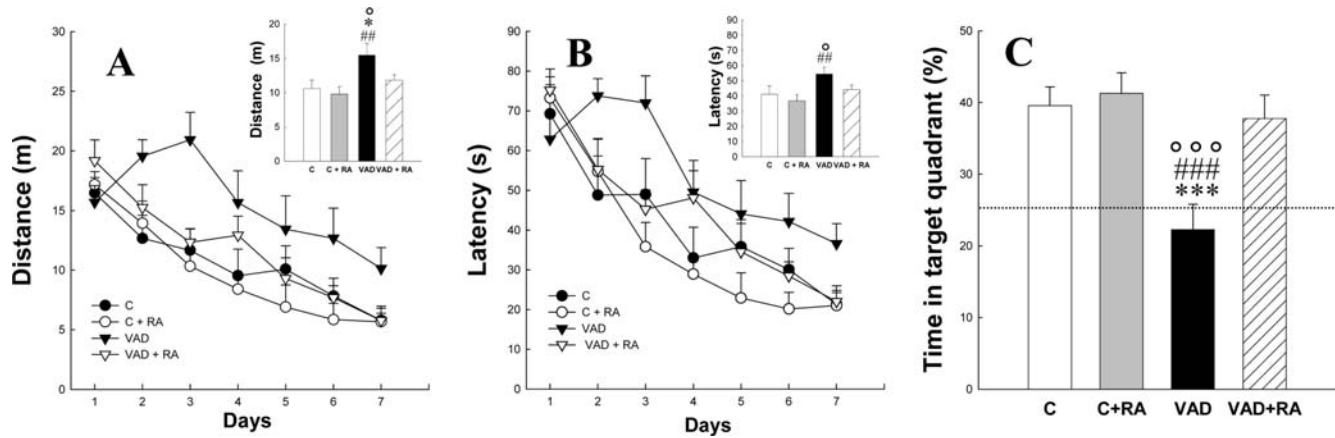 A
Distance (m)
30
25
20
15
10
5
0
1 2 3 4 5 6 7
Days
C
C + RA
VAD
VAD + RA
Distance (m)
20
15
10
5
0
°
*
##
C C + RA VAD VAD + RA
B
Latency (s)
90
80
70
60
50
40
30
20
10
0
1 2 3 4 5 6 7
Days
C
C + RA
VAD
VAD + RA
Latency (s)
90
80
70
60
50
40
30
20
10
0
°
##
C C + RA VAD VAD + RA
C
Time in target quadrant (%)
50
40
30
20
10
0
° ° °
###
***
C C+RA VAD VAD+RA